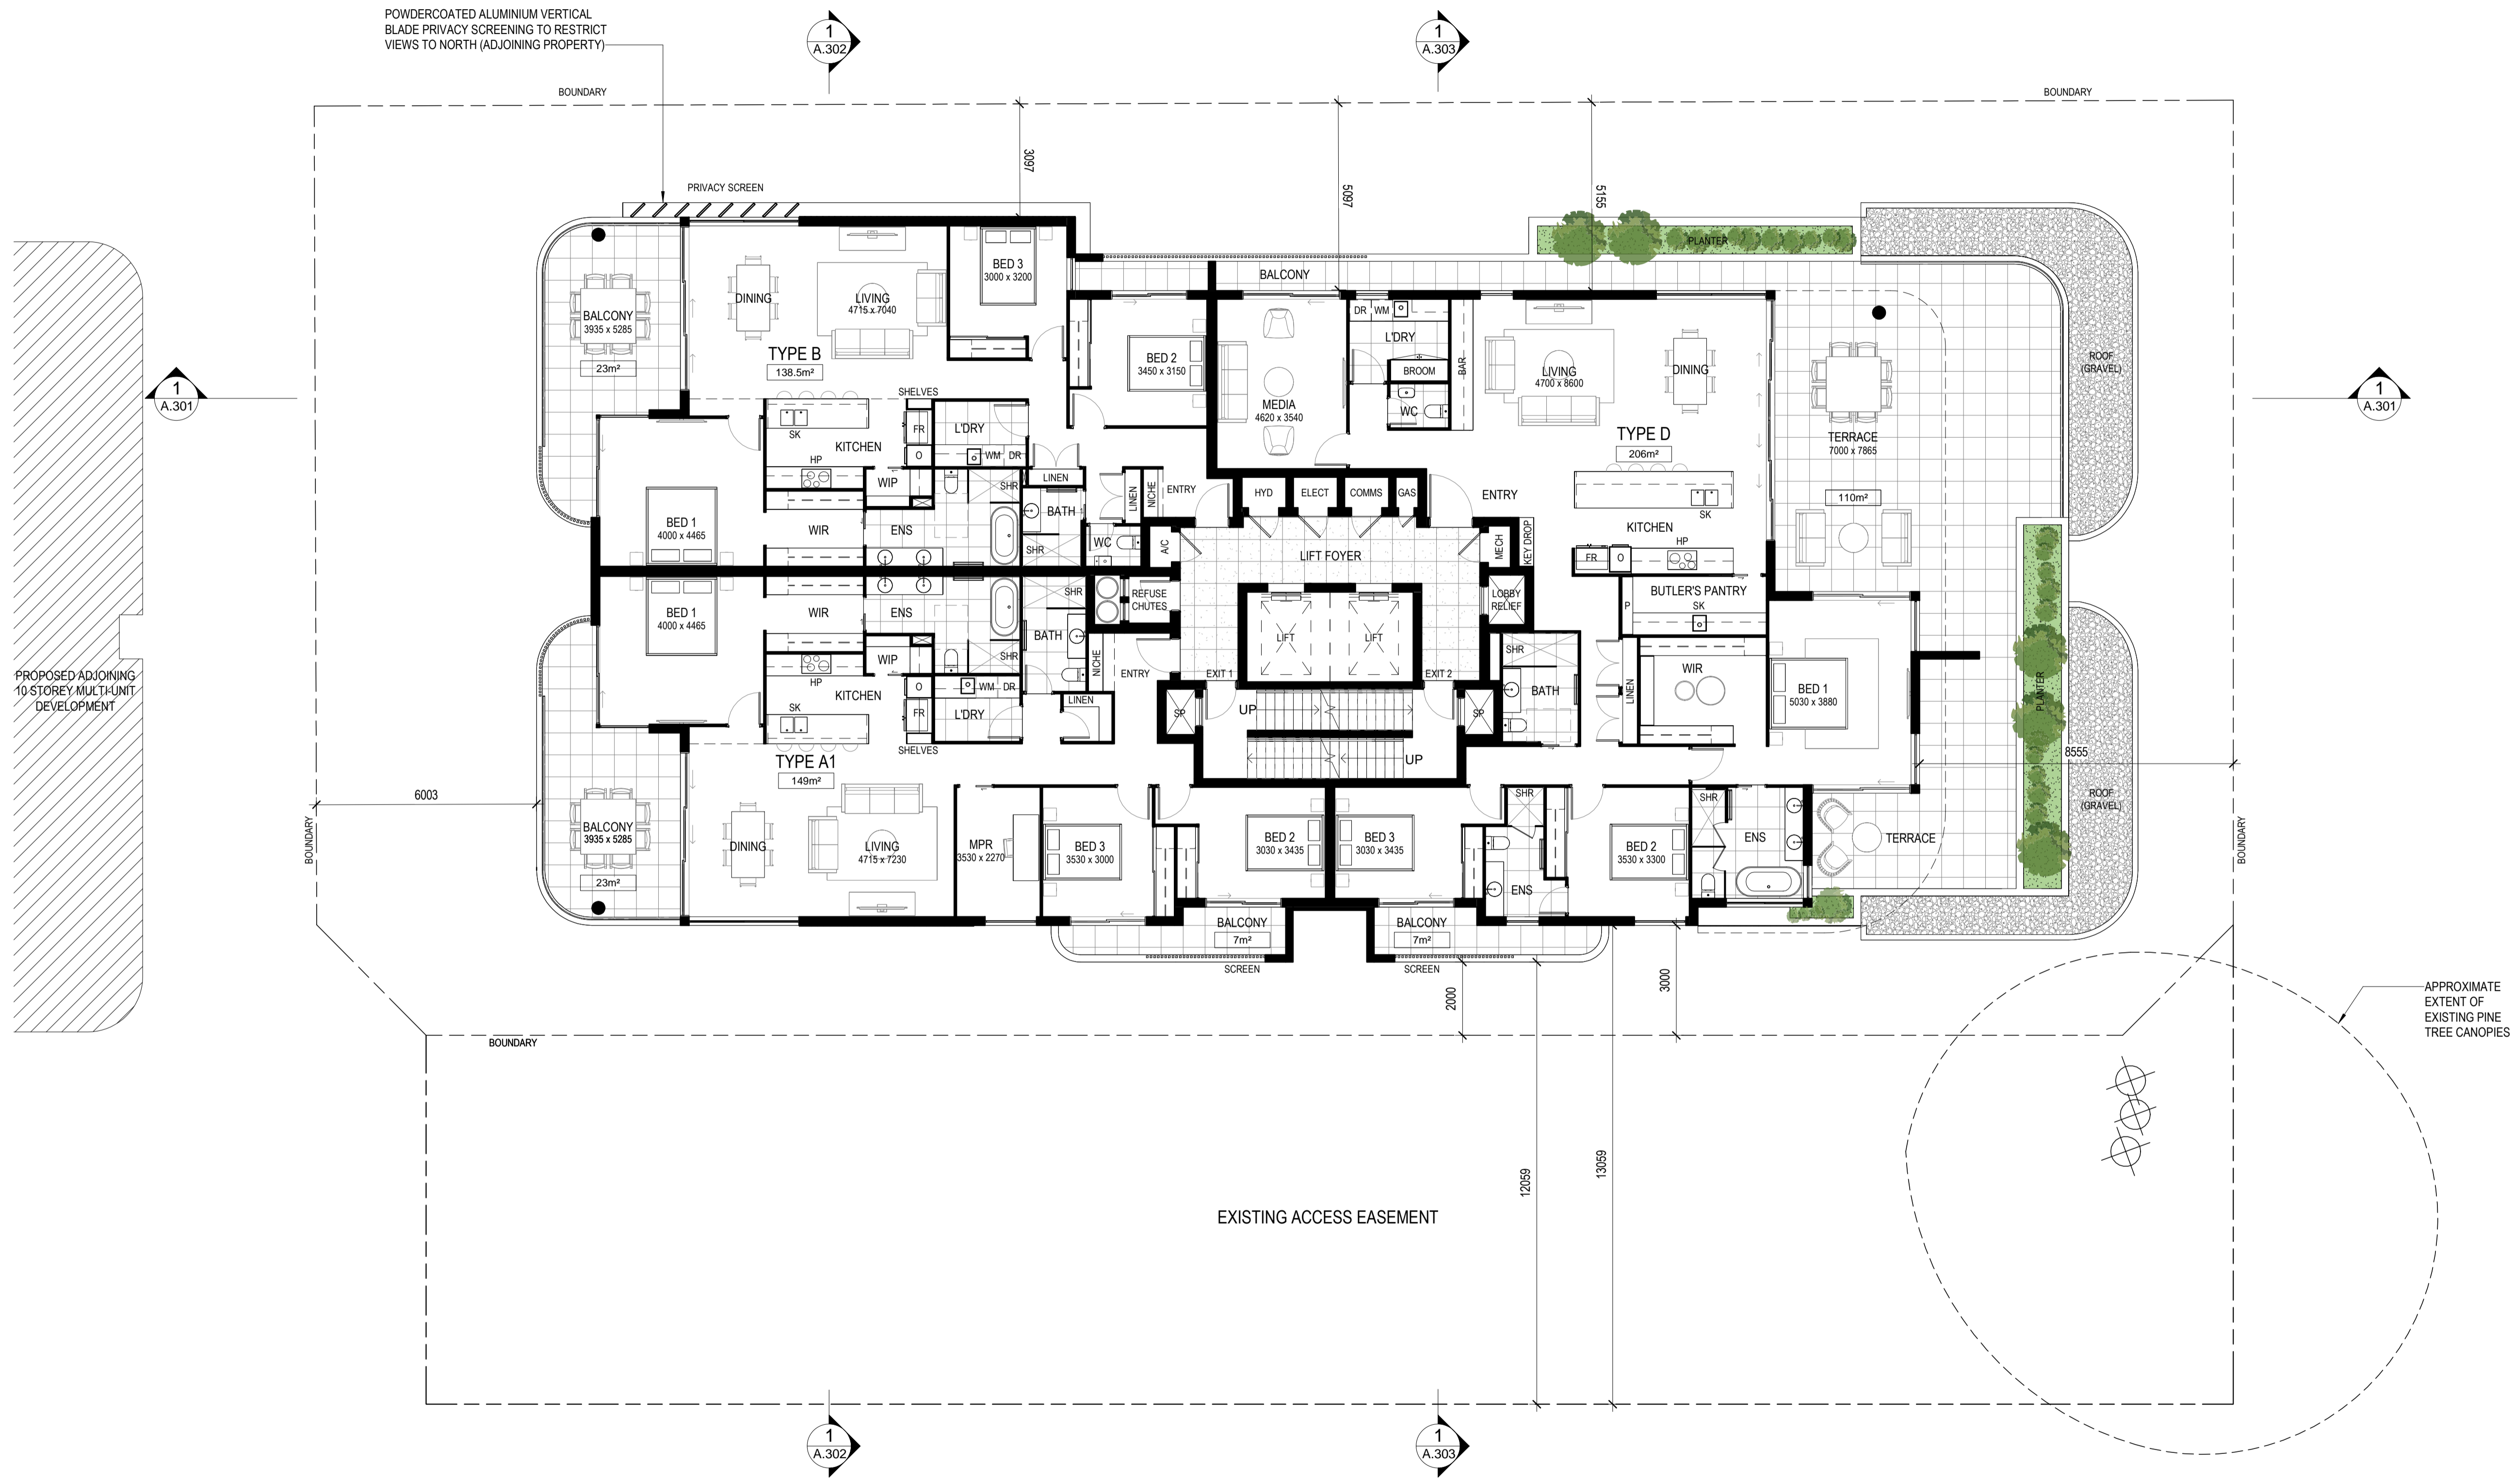 POWDERCOATED ALUMINIUM VERTICAL
BLADE PRIVACY SCREENING TO RESTRICT
VIEWS TO NORTH (ADJOINING PROPERTY)
1
A.302
1
A.303
BOUNDARY
BOUNDARY
3097
5097
5155
PRIVACY SCREEN
PLANTER
BALCONY
BED 3
3000 x 3200
DINING
LIVING
4715 x 7040
BALCONY
3935 x 5285
23m²
TYPE B
138.5m²
BED 2
3450 x 3150
DR
WM
L'DRY
BROOM
WC
BAR
MEDIA
4620 x 3540
LIVING
4700 x 8600
DINING
TYPE D
206m²
TERRACE
7000 x 7865
110m²
ROOF
(GRAVEL)
1
A.301
1
A.301
SHELVES
FR
O
L'DRY
WM
DR
SK
KITCHEN
HP
WIP
SHR
LINEN
LINEN
NICHE
ENTRY
HYD
ELECT
COMMS
GAS
ENTRY
SK
KITCHEN
HP
FR
O
BED 1
4000 x 4465
WIR
ENS
BATH
SHR
WC
A/C
LIFT FOYER
MECH
KEY DROP
BED 1
4000 x 4465
WIR
ENS
SHR
BATH
SHR
REFUSE
CHUTES
LOBBY
RELIEF
LIFT
LIFT
P
BUTLER'S PANTRY
SK
WIP
HP
KITCHEN
SK
O
FR
WM
DR
L'DRY
SHELVES
NICHE
ENTRY
LINEN
EXIT 1
EXIT 2
SP
SP
UP
UP
SHR
BATH
LINEN
WIR
BED 1
5030 x 3880
PLANTER
8555
PROPOSED ADJOINING
10 STOREY MULTI-UNIT
DEVELOPMENT
TYPE A1
149m²
6003
BOUNDARY
BALCONY
3935 x 5285
23m²
DINING
LIVING
4715 x 7230
MPR
3530 x 2270
BED 3
3530 x 3000
BED 2
3030 x 3435
BED 3
3030 x 3435
SHR
ENS
BED 2
3530 x 3300
SHR
ENS
TERRACE
ROOF
(GRAVEL)
BOUNDARY
BALCONY
7m²
BALCONY
7m²
SCREEN
SCREEN
2000
3000
BOUNDARY
APPROXIMATE
EXTENT OF
EXISTING PINE
TREE CANOPIES
12059
13059
EXISTING ACCESS EASEMENT
1
A.302
1
A.303